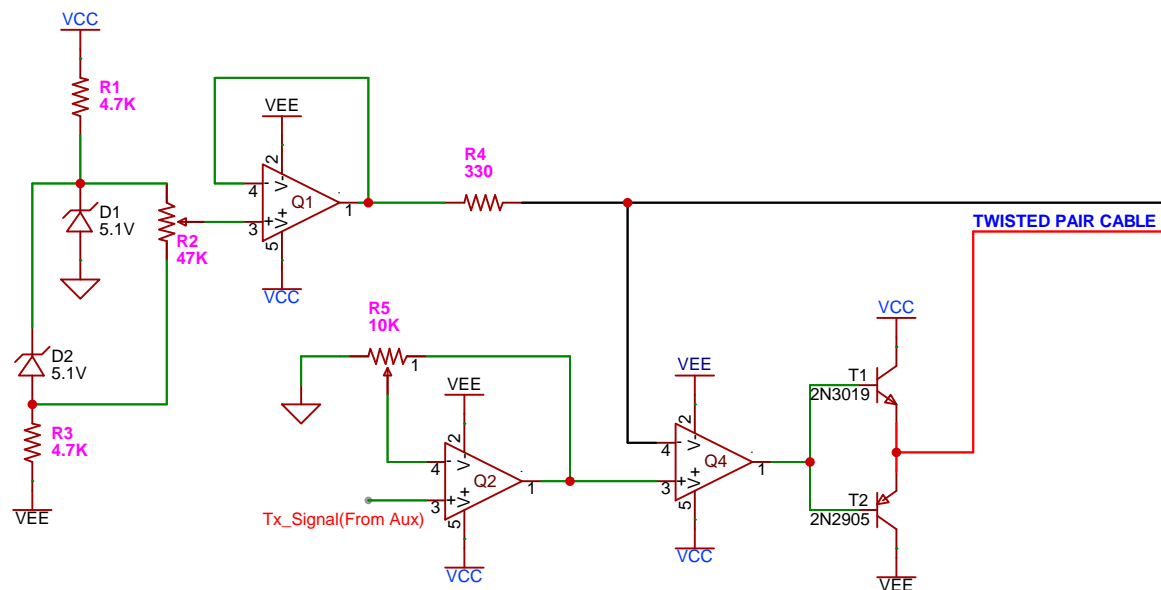 VCC
R1
4.7K
VEE
2
R4
330
4
-
V-
Q1
1
D1
5.1V
3
+
V+
R2
47K
5
TWISTED PAIR CABLE
VCC
R5
10K
VCC
1
D2
5.1V
VEE
VEE
T1
2N3019
2
2
R3
4.7K
4
-
V-
Q4
1
4
-
V-
Q2
1
3
+
V+
T2
2N2905
3
+
V+
5
Tx_Signal(From Aux)
5
VEE
VCC
VCC
VEE